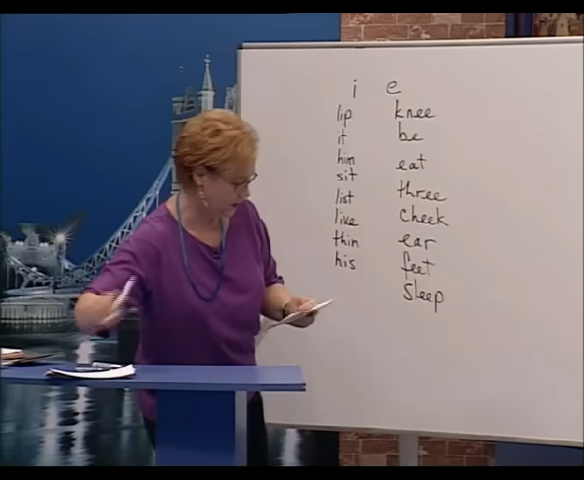 i e
lip knee
it be
him eat
sit three
list cheek
live ear
thin feet
his sleep